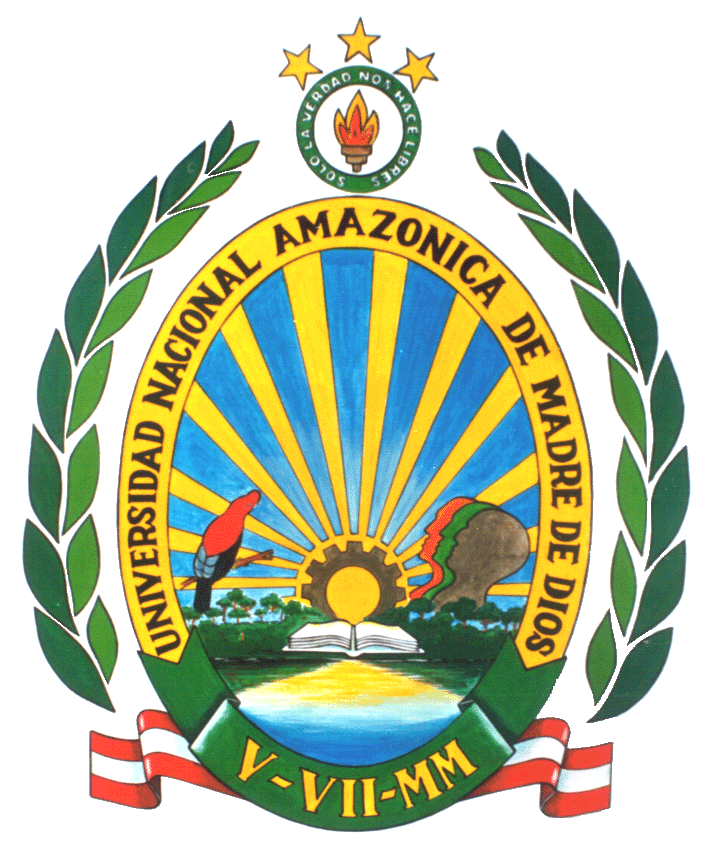 SOLO LA VERDAD NOS HACE LIBRES
UNIVERSIDAD NACIONAL AMAZONICA DE MADRE DE DIOS
V-VII-MM